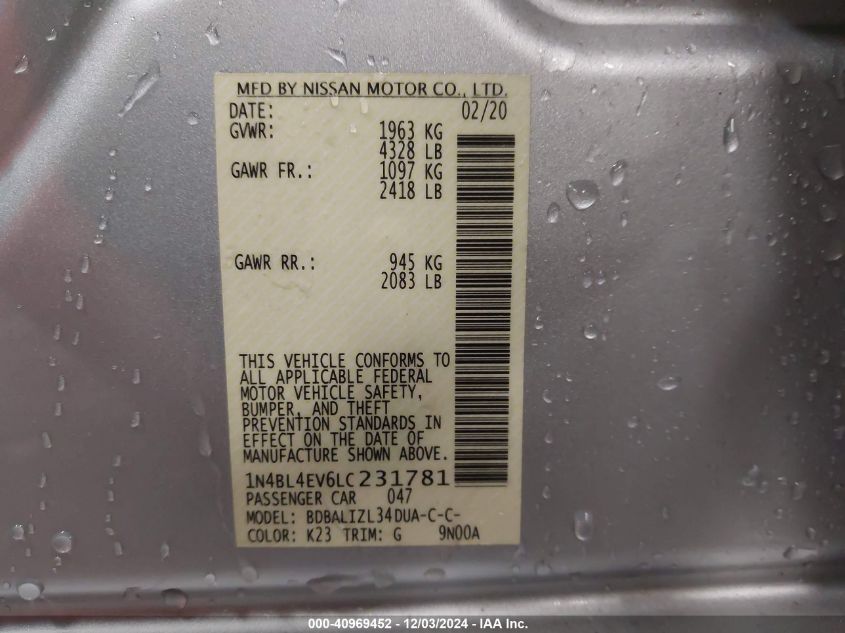 MFD BY NISSAN MOTOR CO., LTD.
DATE: 02/20
GVWR: 1963 KG
4328 LB
GAWR FR.: 1097 KG
2418 LB
GAWR RR.: 945 KG
2083 LB
THIS VEHICLE CONFORMS TO
ALL APPLICABLE FEDERAL
MOTOR VEHICLE SAFETY,
BUMPER, AND THEFT
PREVENTION STANDARDS IN
EFFECT ON THE DATE OF
MANUFACTURE SHOWN ABOVE.
1N4BL4EV6LC231781
PASSENGER CAR 047
MODEL: BDBALIZL34DUA-C-C-
COLOR: K23 TRIM: G 9N00A
000-40969452 - 12/03/2024 - IAA Inc.